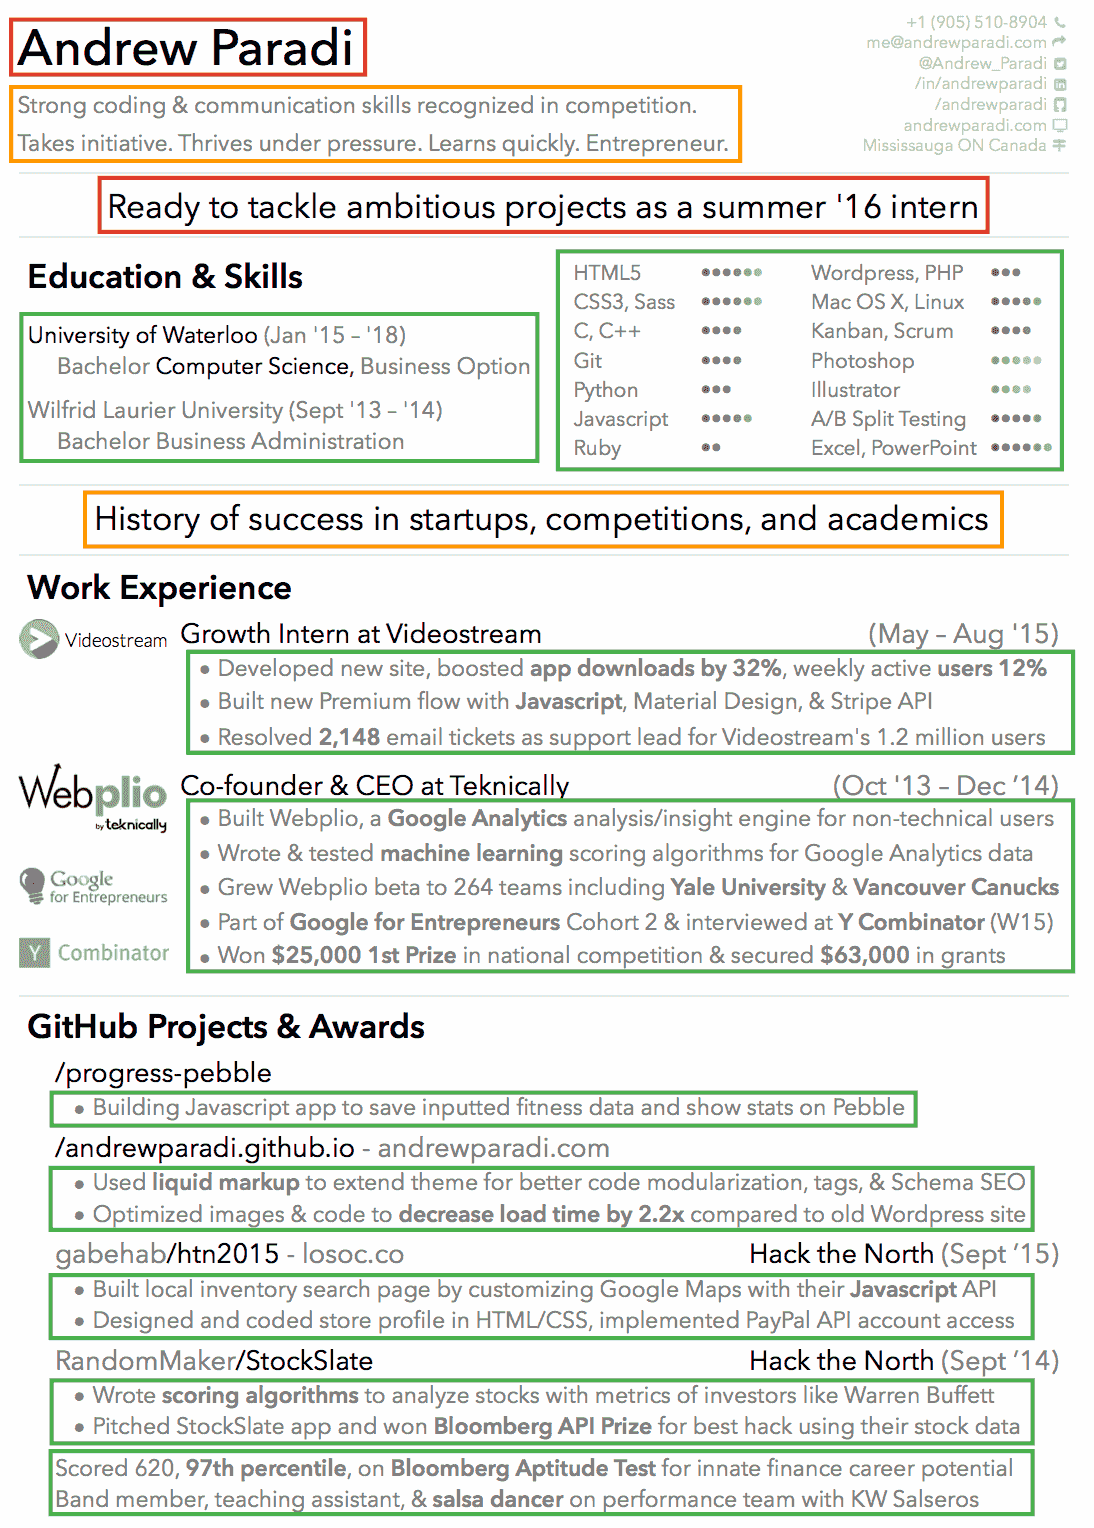 Andrew Paradi
Strong coding & communication skills recognized in competition.
Takes initiative. Thrives under pressure. Learns quickly. Entrepreneur.
+1 (905) 510-8904
me@andrewparadi.com
@Andrew_Paradi
/in/andrewparadi
/andrewparadi
andrewparadi.com
Mississauga ON Canada
Ready to tackle ambitious projects as a summer '16 intern
Education & Skills
University of Waterloo (Jan '15 – '18)
Bachelor Computer Science, Business Option
Wilfrid Laurier University (Sept '13 – '14)
Bachelor Business Administration
HTML5
CSS3, Sass
C, C++
Git
Python
Javascript
Ruby
Wordpress, PHP
Mac OS X, Linux
Kanban, Scrum
Photoshop
Illustrator
A/B Split Testing
Excel, PowerPoint
History of success in startups, competitions, and academics
Work Experience
Videostream
Growth Intern at Videostream (May – Aug '15)
• Developed new site, boosted app downloads by 32%, weekly active users 12%
• Built new Premium flow with Javascript, Material Design, & Stripe API
• Resolved 2,148 email tickets as support lead for Videostream's 1.2 million users
Webplio
by teknically
Google
for Entrepreneurs
Y Combinator
Co-founder & CEO at Teknically (Oct '13 – Dec ’14)
• Built Webplio, a Google Analytics analysis/insight engine for non-technical users
• Wrote & tested machine learning scoring algorithms for Google Analytics data
• Grew Webplio beta to 264 teams including Yale University & Vancouver Canucks
• Part of Google for Entrepreneurs Cohort 2 & interviewed at Y Combinator (W15)
• Won $25,000 1st Prize in national competition & secured $63,000 in grants
GitHub Projects & Awards
/progress-pebble
• Building Javascript app to save inputted fitness data and show stats on Pebble
/andrewparadi.github.io - andrewparadi.com
• Used liquid markup to extend theme for better code modularization, tags, & Schema SEO
• Optimized images & code to decrease load time by 2.2x compared to old Wordpress site
gabehab/htn2015 - losoc.co Hack the North (Sept ’15)
• Built local inventory search page by customizing Google Maps with their Javascript API
• Designed and coded store profile in HTML/CSS, implemented PayPal API account access
RandomMaker/StockSlate Hack the North (Sept ’14)
• Wrote scoring algorithms to analyze stocks with metrics of investors like Warren Buffett
• Pitched StockSlate app and won Bloomberg API Prize for best hack using their stock data
Scored 620, 97th percentile, on Bloomberg Aptitude Test for innate finance career potential
Band member, teaching assistant, & salsa dancer on performance team with KW Salseros